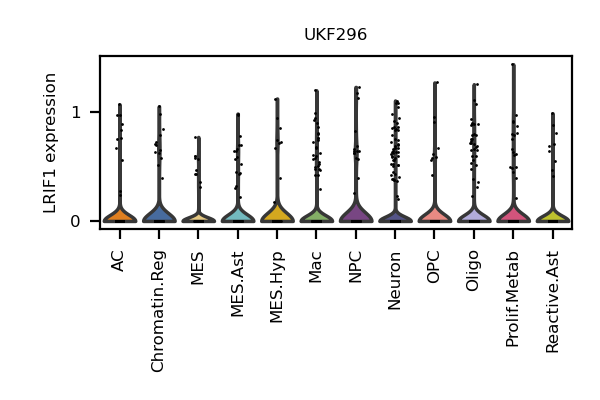 UKF296
LRIF1 expression
1
0
AC
Chromatin.Reg
MES
MES.Ast
MES.Hyp
Mac
NPC
Neuron
OPC
Oligo
Prolif.Metab
Reactive.Ast